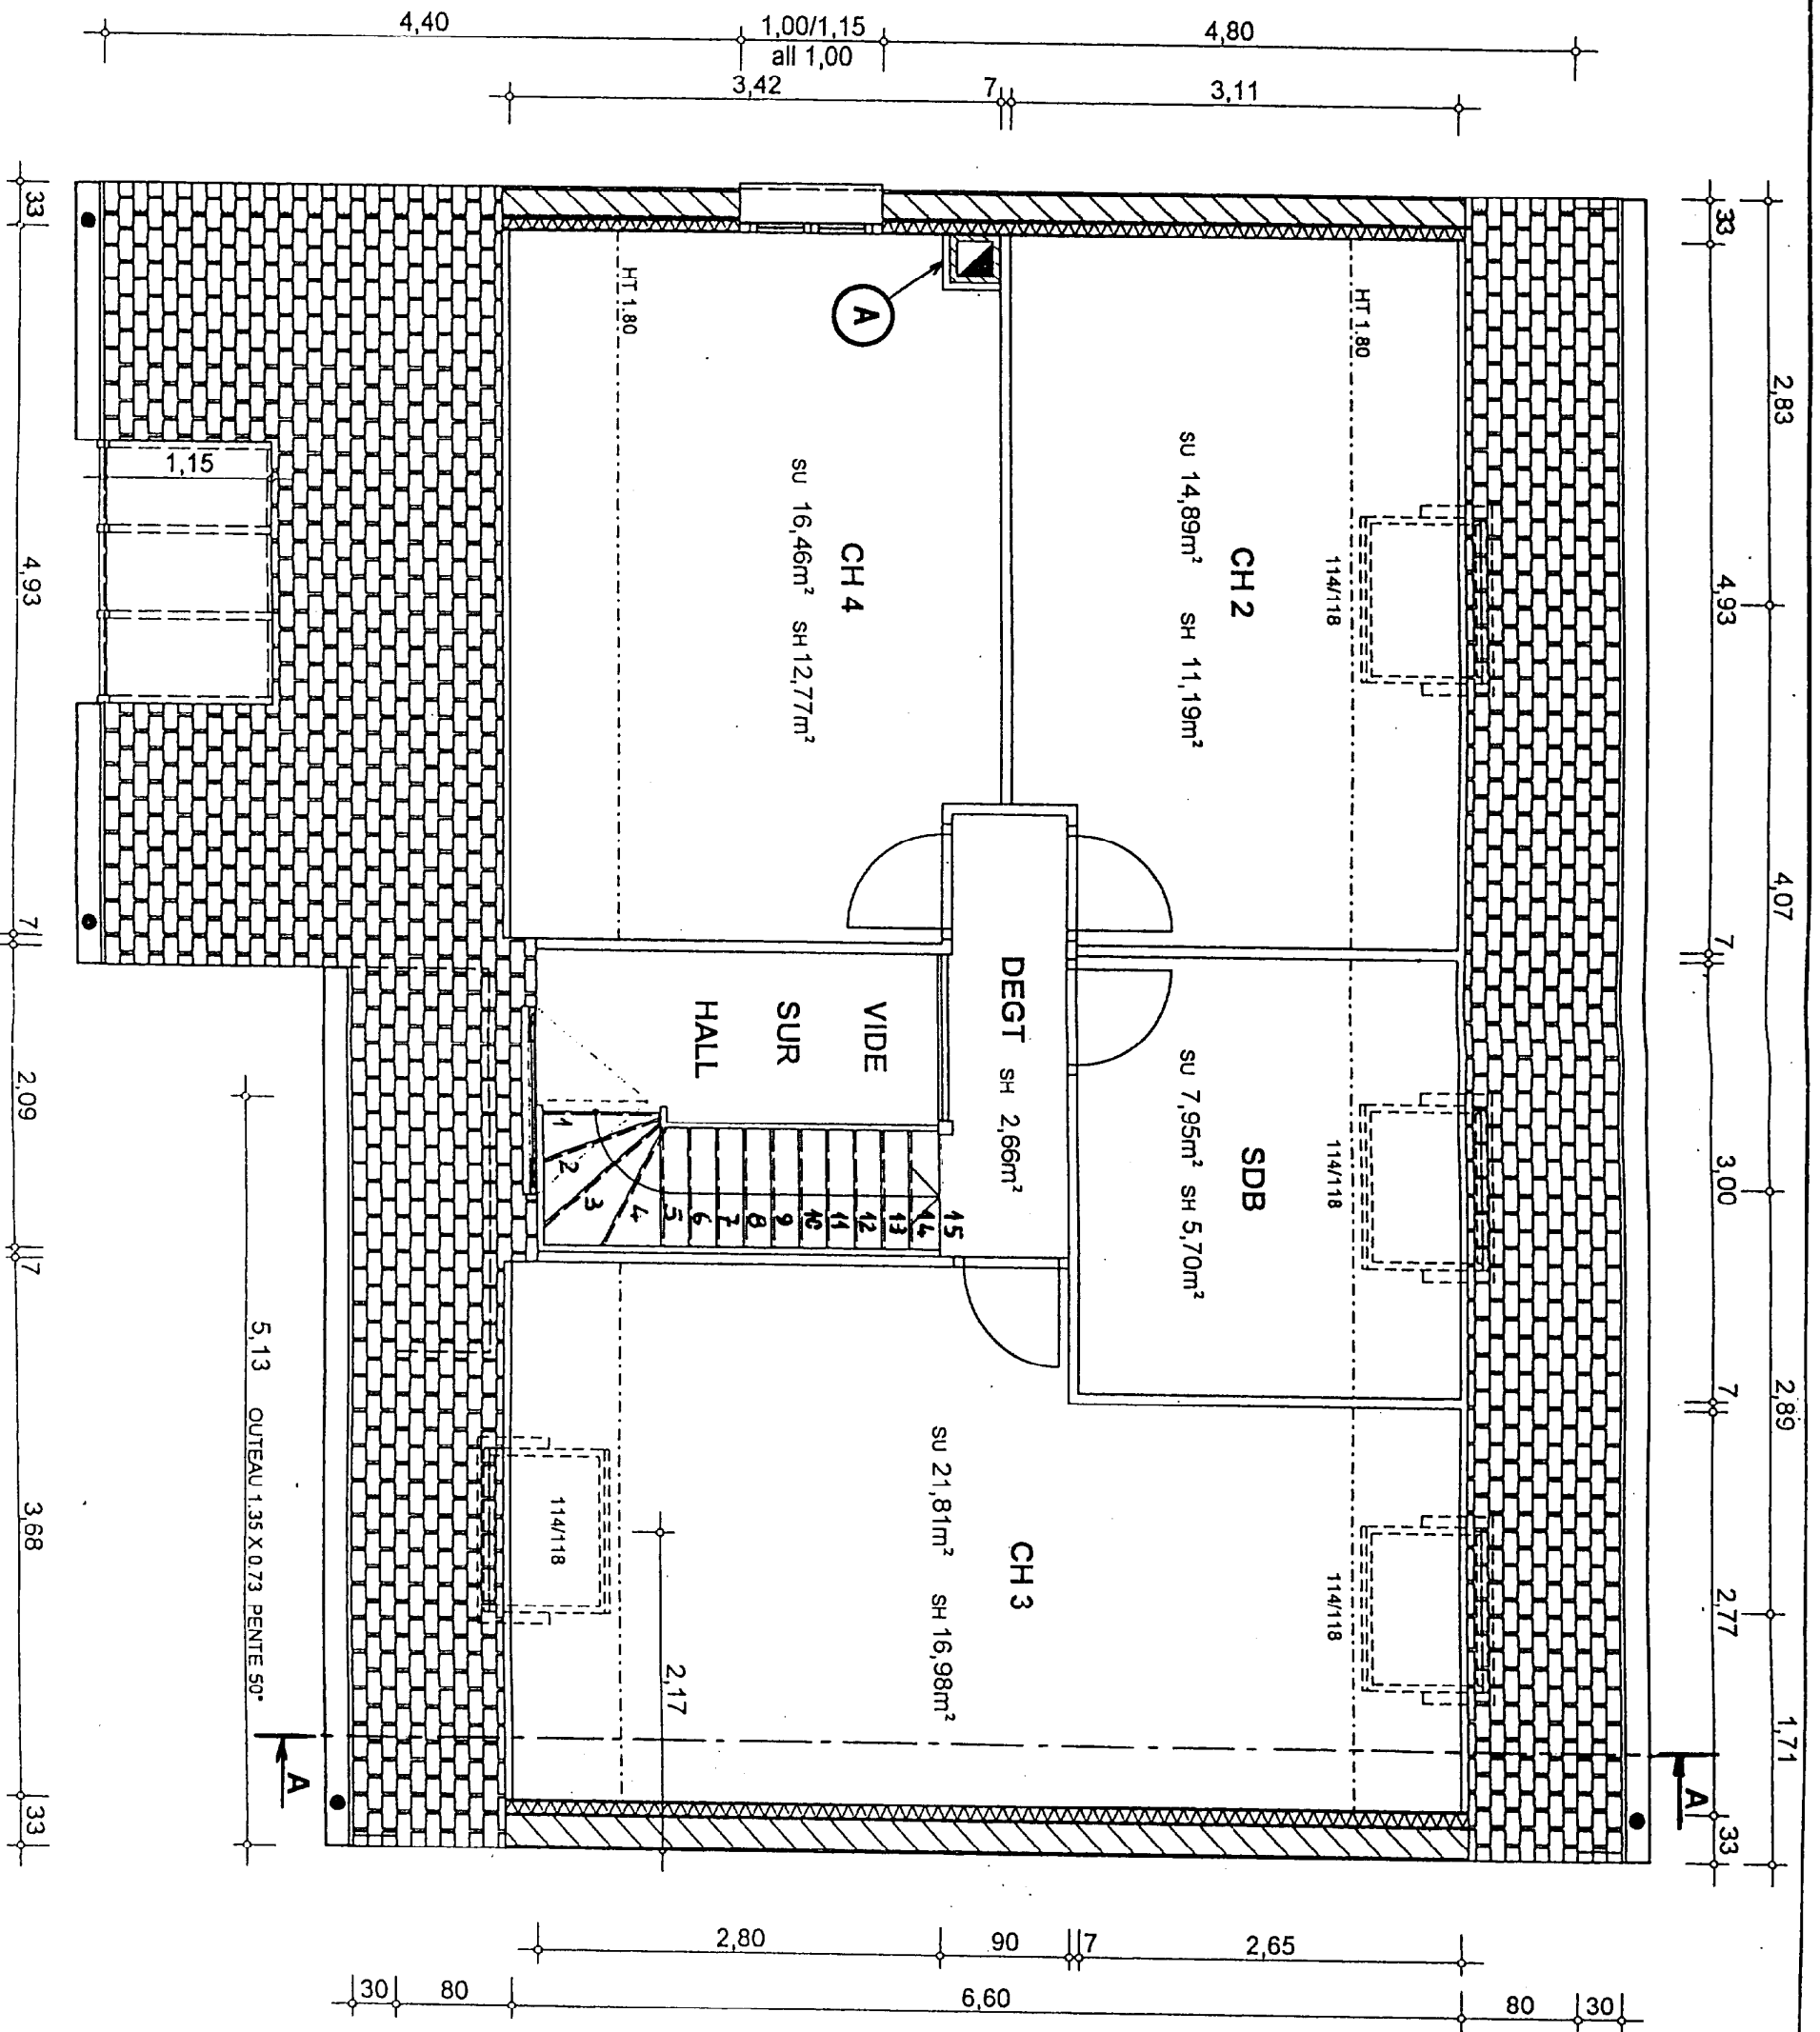 4,40
1,00/1,15
all 1,00
4,80
3,42
7
3,11
33
4,93
7
2,09
7
3,68
33
33
4,93
7
3,00
7
2,77
33
2,83
4,07
2,89
1,71
HT 1.80
HT 1.80
A
CH 2
SU 14,89m² SH 11,19m²
114/118
CH 4
SU 16,46m² SH 12,77m²
1,15
DEGT SH 2,66m²
VIDE
SUR
HALL
SDB
SU 7,95m² SH 5,70m²
114/118
1
2
3
4
5
6
7
8
9
10
11
12
13
14
15
CH 3
SU 21,81m² SH 16,98m²
114/118
114/118
2,17
5,13 OUTEAU 1.35 X 0.73 PENTE 50°
A
A
2,80
90
7
2,65
30
80
6,60
80
30